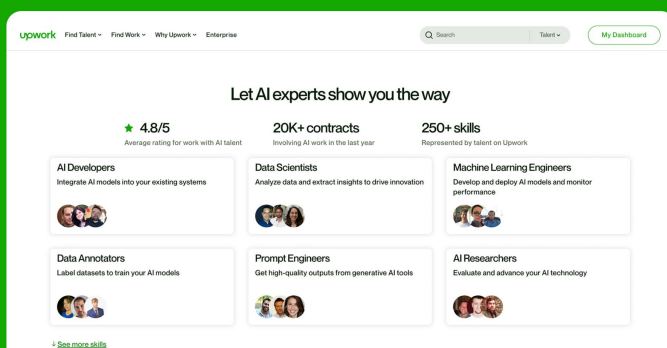 upwork Find Talent Find Work Why Upwork Enterprise Search Talent My Dashboard
Let AI experts show you the way
4.8/5 20K+ contracts 250+ skills
Average rating for work with AI talent Involving AI work in the last year Represented by talent on Upwork
AI Developers
Integrate AI models into your existing systems
Data Scientists
Analyze data and extract insights to drive innovation
Machine Learning Engineers
Develop and deploy AI models and monitor
performance
Data Annotators
Label datasets to train your AI models
Prompt Engineers
Get high-quality outputs from generative AI tools
AI Researchers
Evaluate and advance your AI technology
See more skills